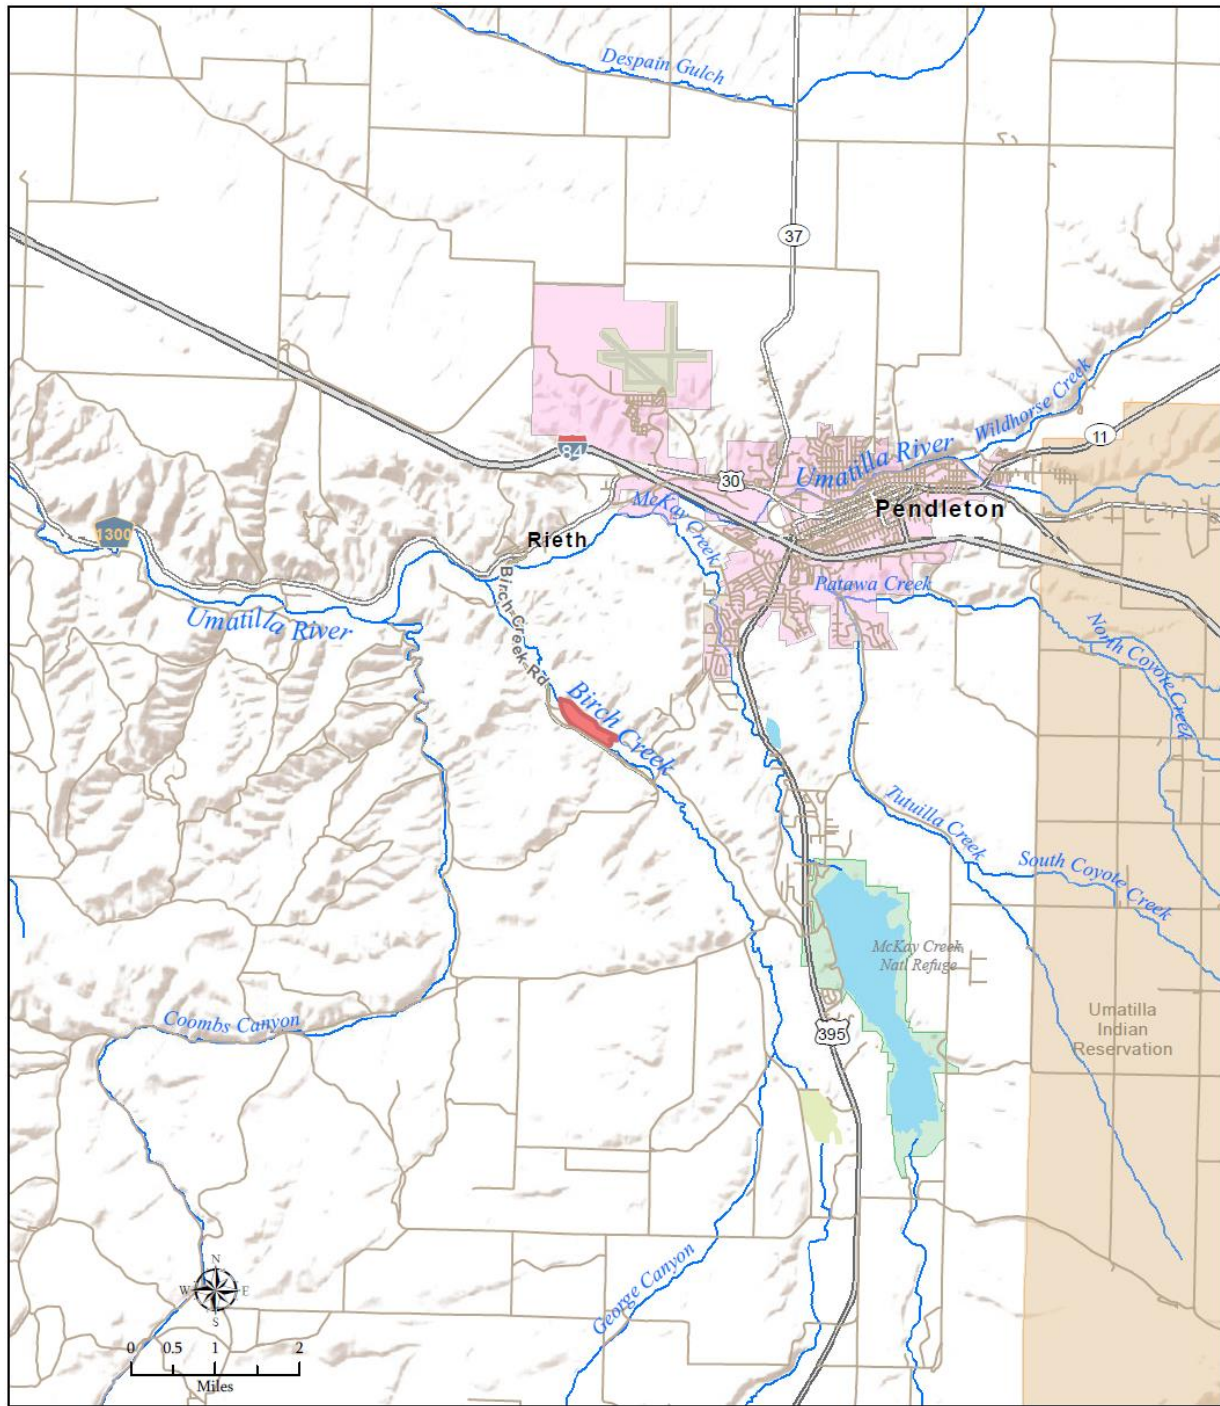 Despain Gulch
37
Wildhorse Creek
11
84
30
Umatilla River
McKay Creek
Pendleton
1300
Rieth
Birch Creek Rd
Patawa Creek
Umatilla River
North Coyote Creek
Birch Creek
Tutuilla Creek
South Coyote Creek
McKay Creek
Natl Refuge
Coombs Canyon
395
Umatilla
Indian
Reservation
George Canyon
N
W E
S
0 0.5 1 2
Miles